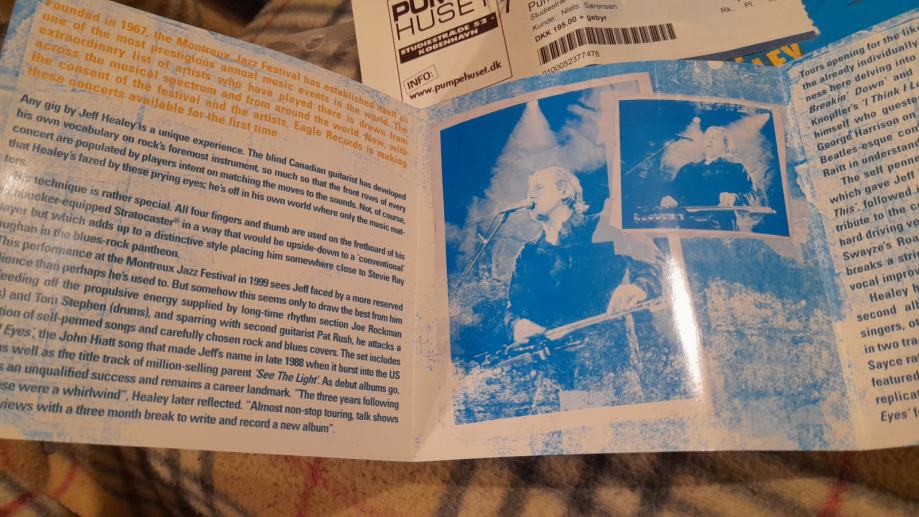 Founded in 1967, the Montreux Jazz Festival has established itself as
one of the most prestigious annual music events in the world. The
extraordinary list of artists who have played there is drawn from
across the musical spectrum and from around the world. Now, with
the consent of the festival and the artists, Eagle Records is making
these concerts available for the first time
Any gig by Jeff Healey is a unique experience. The blind Canadian guitarist has developed
his own vocabulary on rock's foremost instrument, so much so that the front rows of every
concert are populated by players intent on matching the moves to the sounds. Not, of course,
that Healey's fazed by these prying eyes; he's off in his own world where only the music mat-
ters.
His technique is rather special. All four fingers and thumb are used on the fretboard of his
humbucker-equipped Stratocaster® in a way that would be upside-down to a 'conventional'
player but which adds up to a distinctive style placing him somewhere close to Stevie Ray
Vaughan in the blues-rock pantheon.
This performance at the Montreux Jazz Festival in 1999 sees Jeff faced by a more reserved
audience than perhaps he's used to. But somehow this seems only to draw the best from him
feeding off the propulsive energy supplied by long-time rhythm section Joe Rockman
and Tom Stephen (drums), and sparring with second guitarist Pat Rush, he attacks a
tion of self-penned songs and carefully chosen rock and blues covers. The set includes
Eyes', the John Hiatt song that made Jeff's name in late 1988 when it burst into the US
as well as the title track of million-selling parent 'See The Light'. As debut albums go,
as an unqualified success and remains a career landmark. "The three years following
were a whirlwind", Healey later reflected. "Almost non-stop touring, talk shows
views with a three month break to write and record a new album".
HUSET
STUDIESTRÆDE 52 -
KØBENHAVN
INFO:
www.pumpehuset.dk
Kunde: Niels Sørensen
DKK 195.00 + gebyr
0100052377478
Rk. Pl.
Toms opening for the
the already individual
ness here delving into
Breakin' Down' and
Knopfler's 'I Think I L
himself who guests
George Harrison on
Beatles-esque con
Raitt in understand
The self penn
which gave Jeff
This', followed
tribute to the
hard driving ve
Swayze's Roa
breaks a stri
vocal impro
Healey h
second a
singers, o
in two tra
Sayce ra
featured
replica
Eyes'